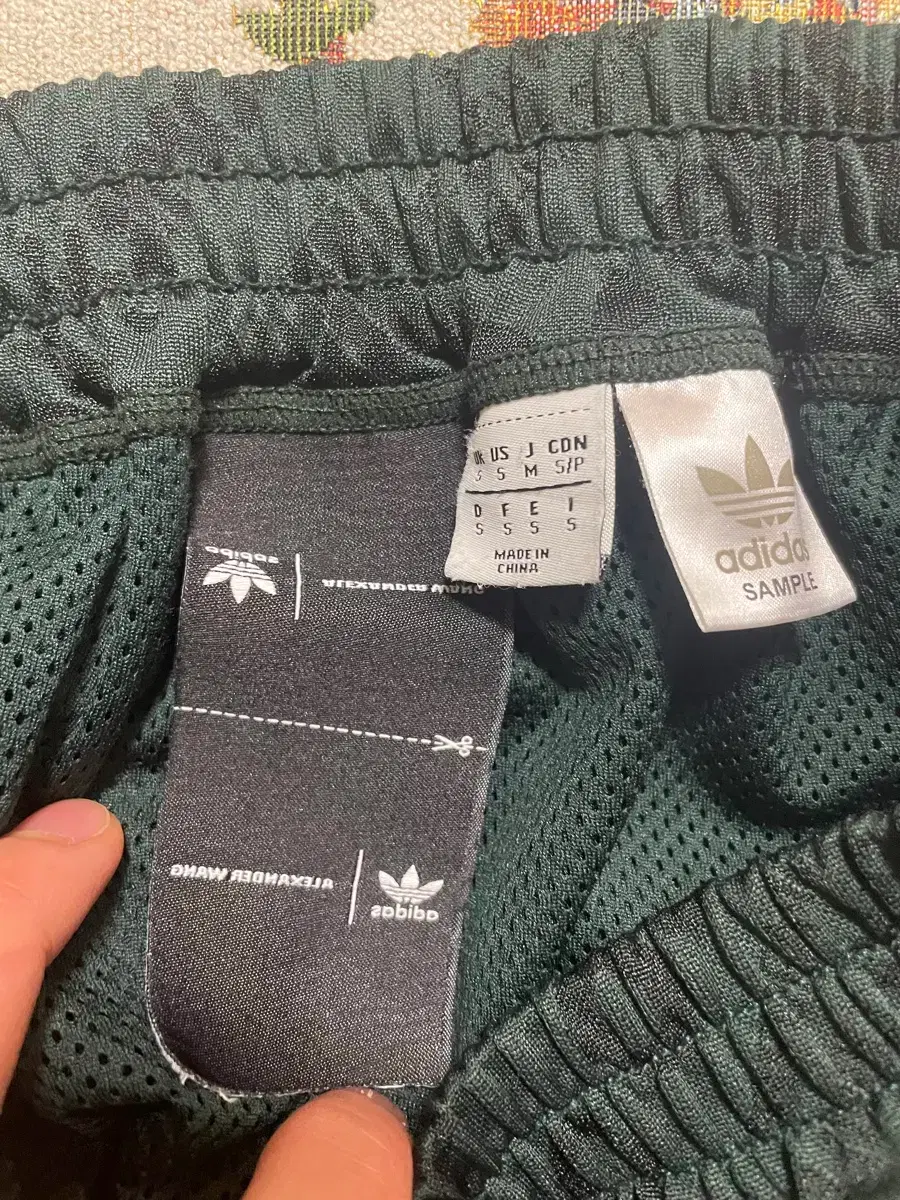 UK US J CDN
S S M S/P
D F E I
S S S S
MADE IN
CHINA
adidas
SAMPLE
adidas
ALEXANDER WANG
ALEXANDER WANG
adidas